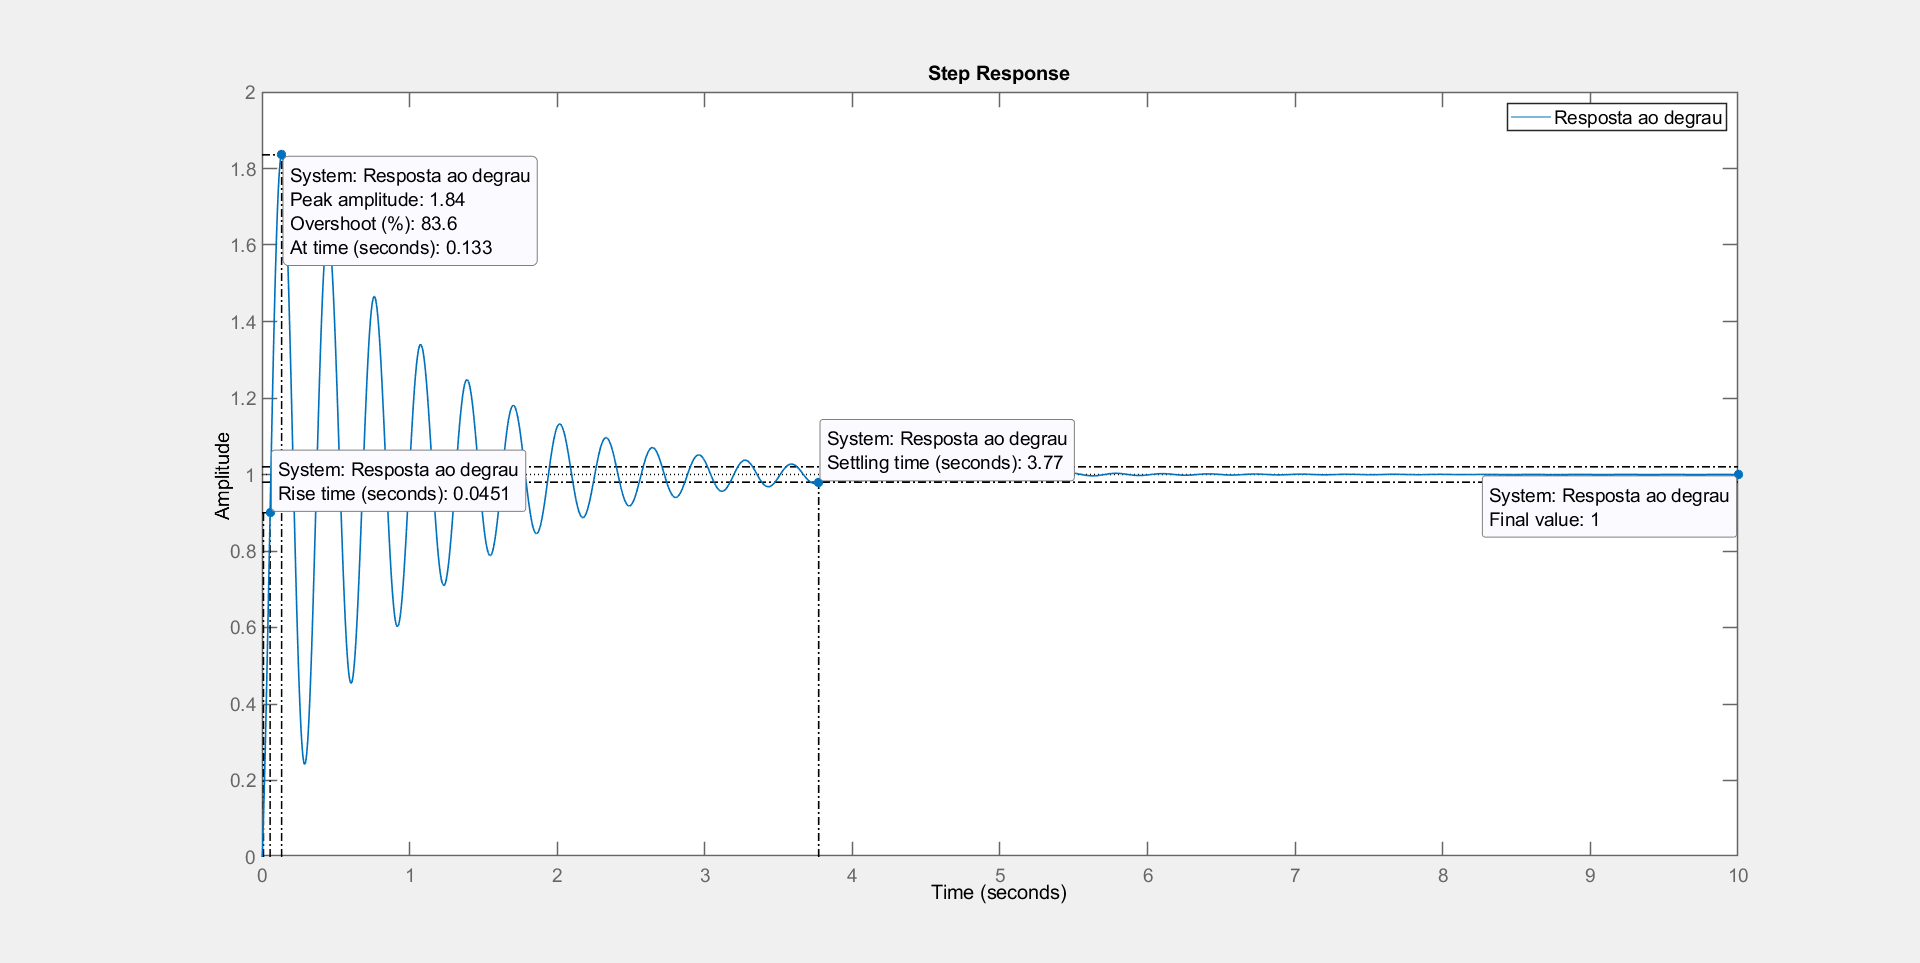 Step Response
Resposta ao degrau
System: Resposta ao degrau
Peak amplitude: 1.84
Overshoot (%): 83.6
At time (seconds): 0.133
System: Resposta ao degrau
Rise time (seconds): 0.0451
System: Resposta ao degrau
Settling time (seconds): 3.77
System: Resposta ao degrau
Final value: 1
Amplitude
2
1.8
1.6
1.4
1.2
1
0.8
0.6
0.4
0.2
0
0 1 2 3 4 5 6 7 8 9 10
Time (seconds)